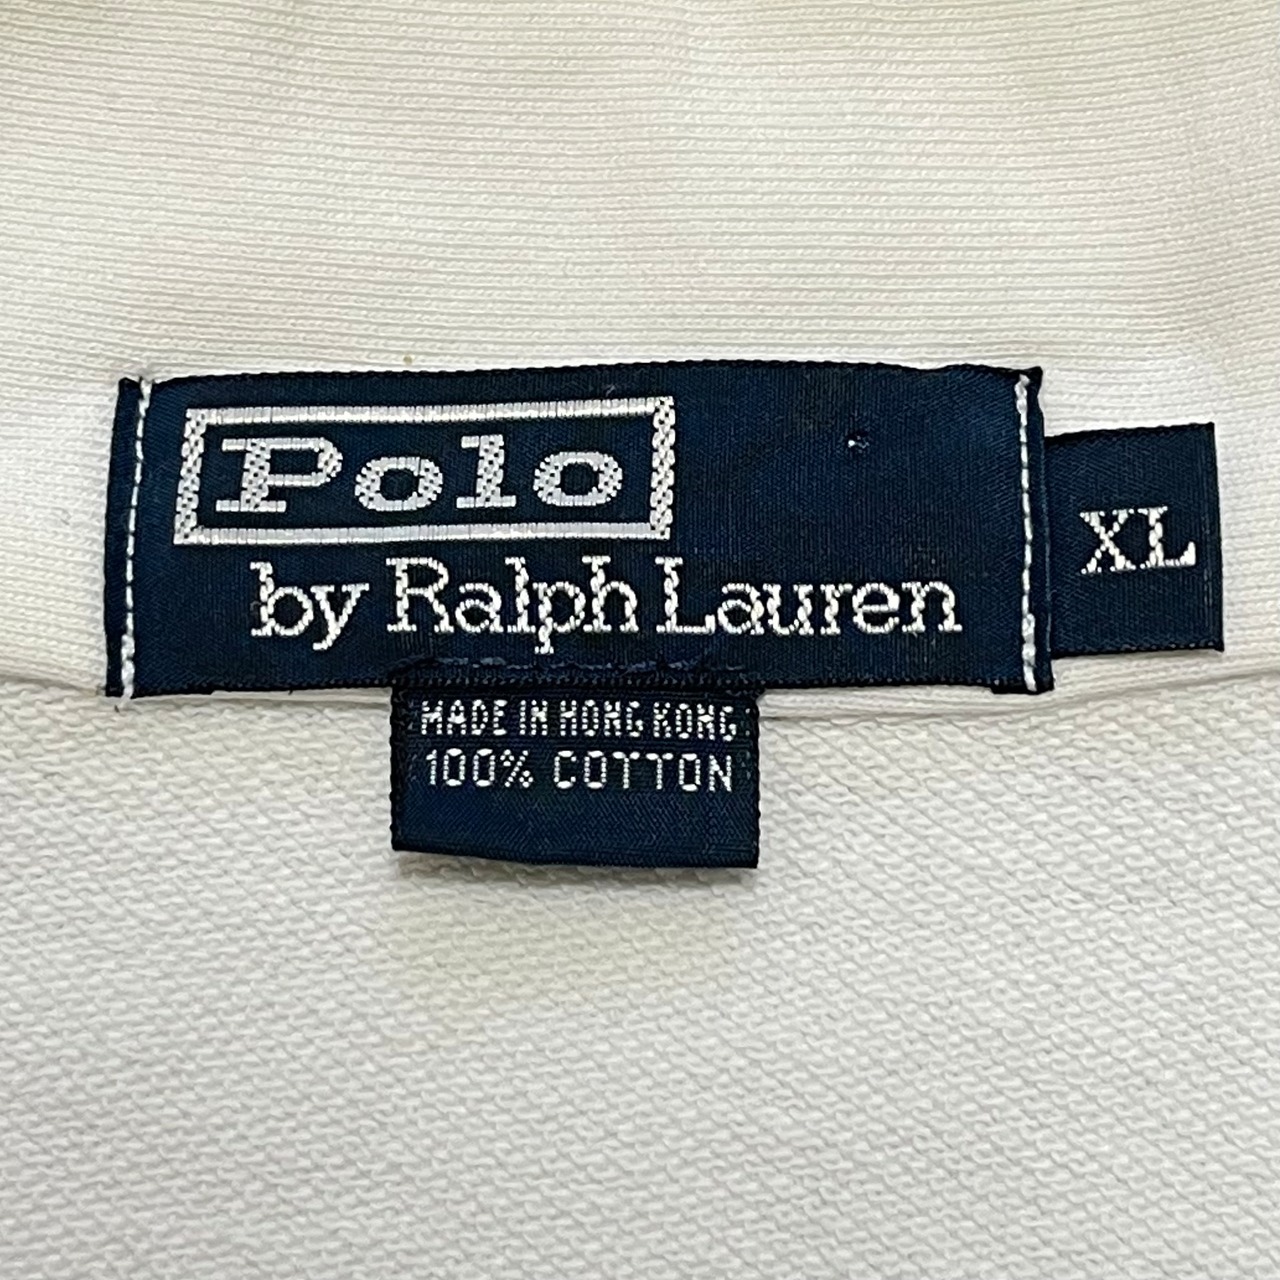 Polo
by Ralph Lauren
XL
MADE IN HONG KONG
100% COTTON